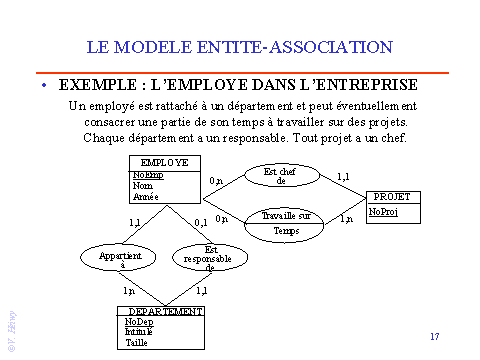 LE MODELE ENTITE-ASSOCIATION
• EXEMPLE : L'EMPLOYE DANS L'ENTREPRISE
Un employé est rattaché à un département et peut éventuellement
consacrer une partie de son temps à travailler sur des projets.
Chaque département a un responsable. Tout projet a un chef.
EMPLOYE
NoEmp
Nom
Année
0,n
Est chef
de
1,1
PROJET
NoProj
0,n
Travaille sur
Temps
1,n
1,1
0,1
Appartient
à
Est
responsable
de
1,n
1,1
DEPARTEMENT
NoDep
Intitulé
Taille
17